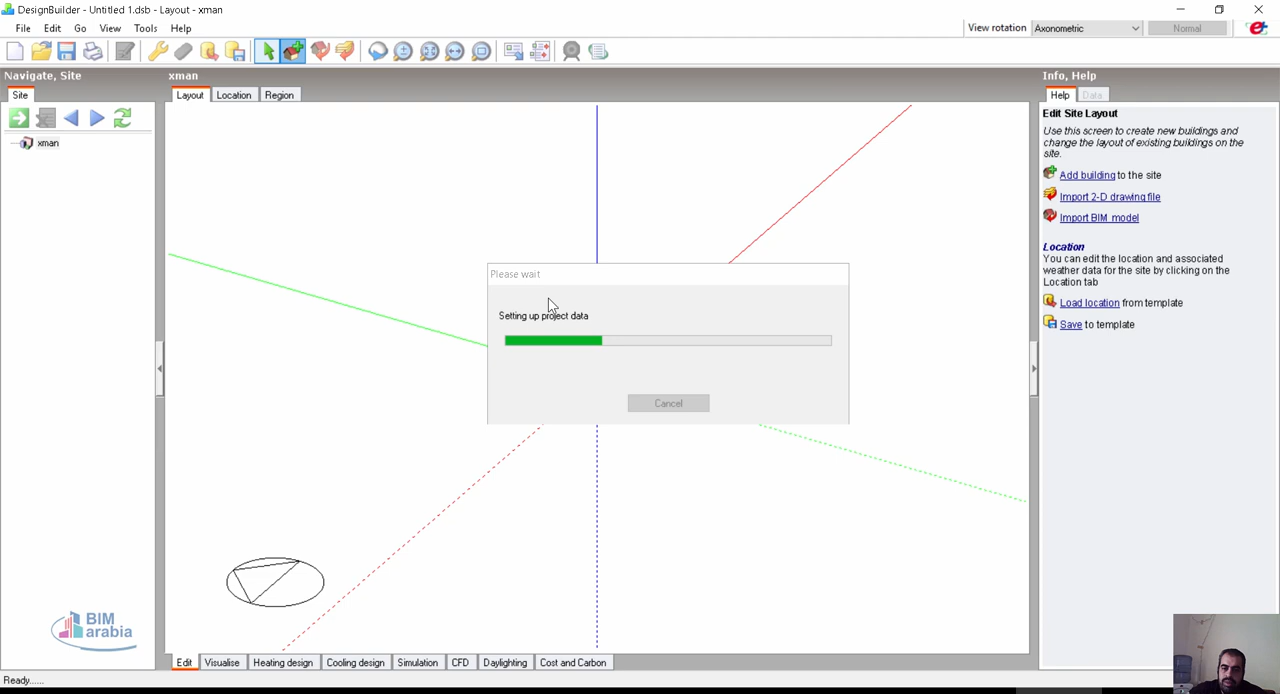 DesignBuilder - Untitled 1.dsb - Layout - xman
File Edit Go View Tools Help
View rotation Axonometric Normal
Navigate, Site
Site
xman
xman
Layout Location Region
Please wait
Setting up project data
Cancel
BIM
arabia
Edit Visualise Heating design Cooling design Simulation CFD Daylighting Cost and Carbon
Ready......
Info, Help
Help Data
Edit Site Layout
Use this screen to create new buildings and
change the layout of existing buildings on the
site.
Add building to the site
Import 2-D drawing file
Import BIM model
Location
You can edit the location and associated
weather data for the site by clicking on the
Location tab
Load location from template
Save to template